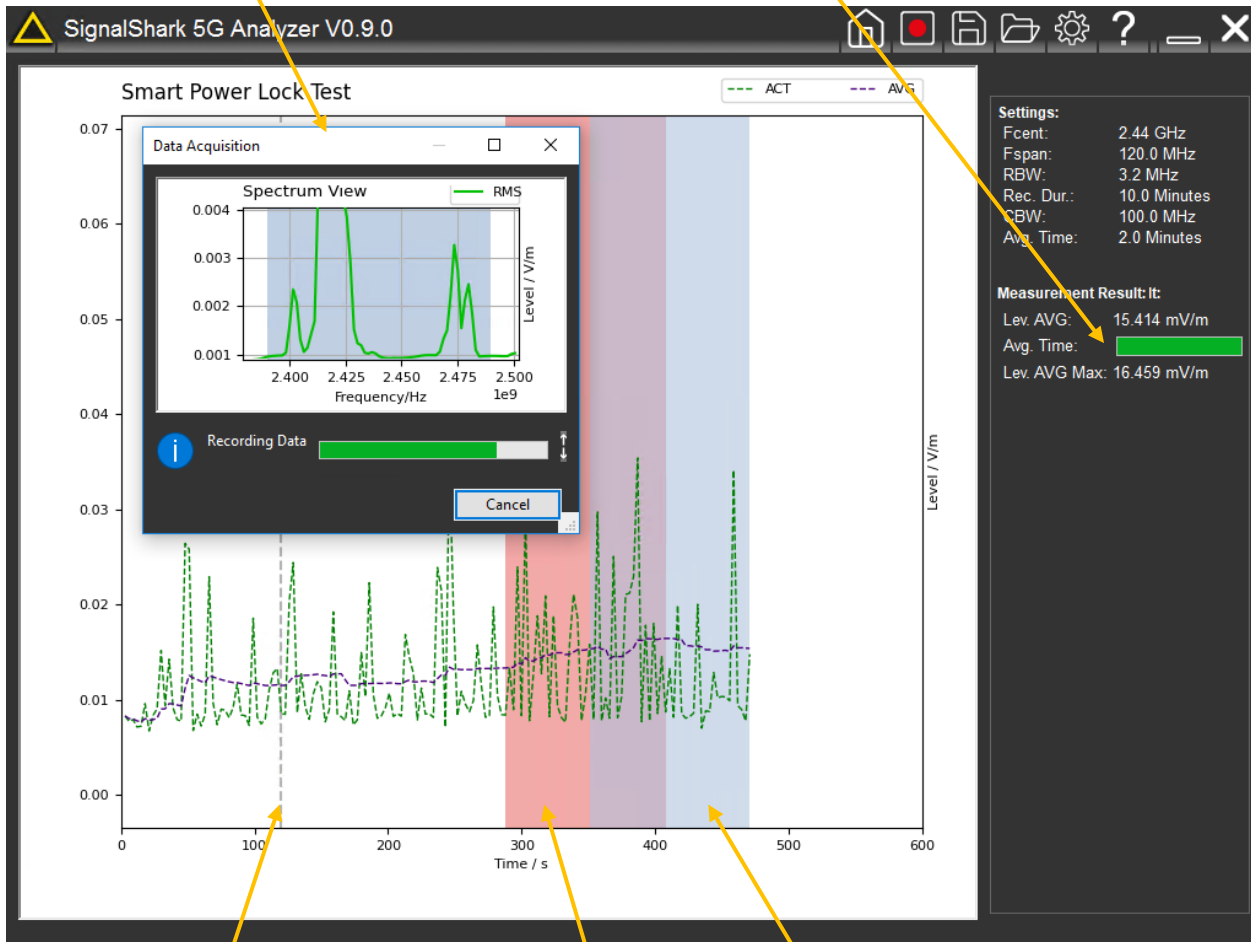 SignalShark 5G Analyzer V0.9.0
?
Smart Power Lock Test
ACT
AVG
0.07
0.06
0.05
0.04
0.03
0.02
0.01
0.00
Level / V/m
0
100
200
300
400
500
600
Time / s
Data Acquisition
Spectrum View
RMS
0.004
0.003
0.002
0.001
Level / V/m
2.400 2.425 2.450 2.475 2.500
Frequency/Hz
1e9
i
Recording Data
Cancel
Settings:
Fcent: 2.44 GHz
Fspan: 120.0 MHz
RBW: 3.2 MHz
Rec. Dur.: 10.0 Minutes
CBW: 100.0 MHz
Avg. Time: 2.0 Minutes
Measurement Result: lt:
Lev. AVG: 15.414 mV/m
Avg. Time:
Lev. AVG Max: 16.459 mV/m